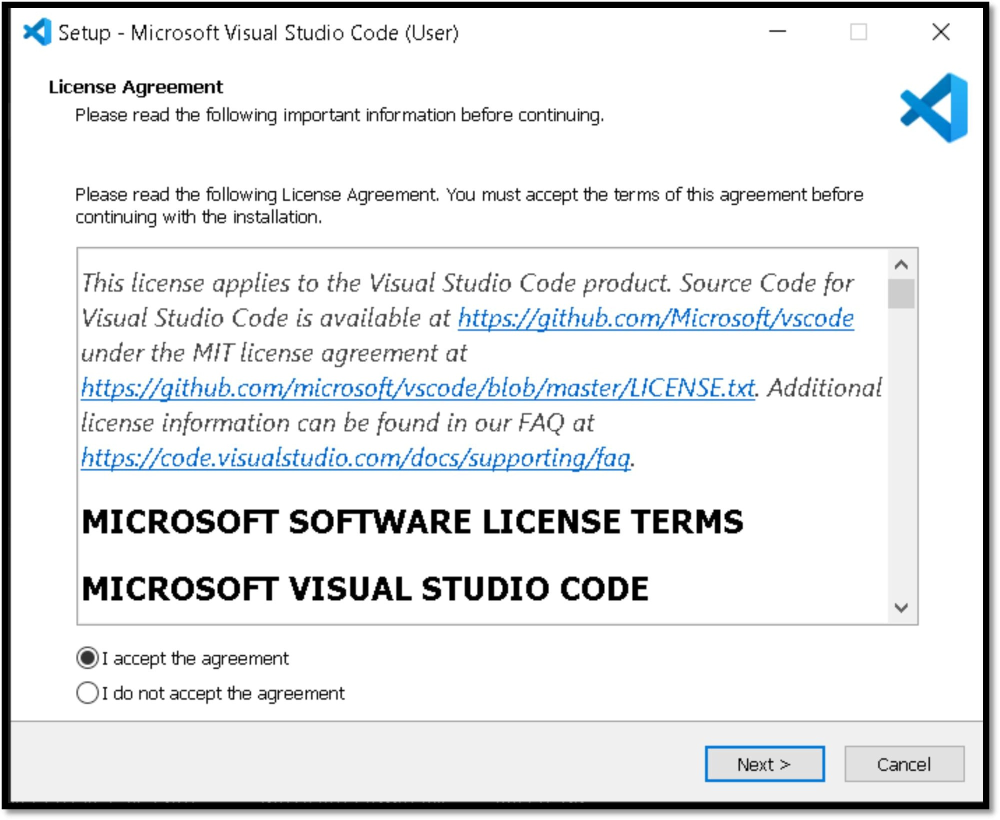 Setup - Microsoft Visual Studio Code (User)
License Agreement
Please read the following important information before continuing.
Please read the following License Agreement. You must accept the terms of this agreement before
continuing with the installation.
This license applies to the Visual Studio Code product. Source Code for
Visual Studio Code is available at https://github.com/Microsoft/vscode
under the MIT license agreement at
https://github.com/microsoft/vscode/blob/master/LICENSE.txt. Additional
license information can be found in our FAQ at
https://code.visualstudio.com/docs/supporting/faq.
MICROSOFT SOFTWARE LICENSE TERMS
MICROSOFT VISUAL STUDIO CODE
I accept the agreement
I do not accept the agreement
Next >
Cancel